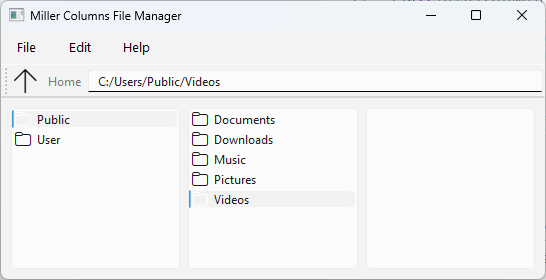 Miller Columns File Manager
File Edit Help
Home C:/Users/Public/Videos
Public
User
Documents
Downloads
Music
Pictures
Videos